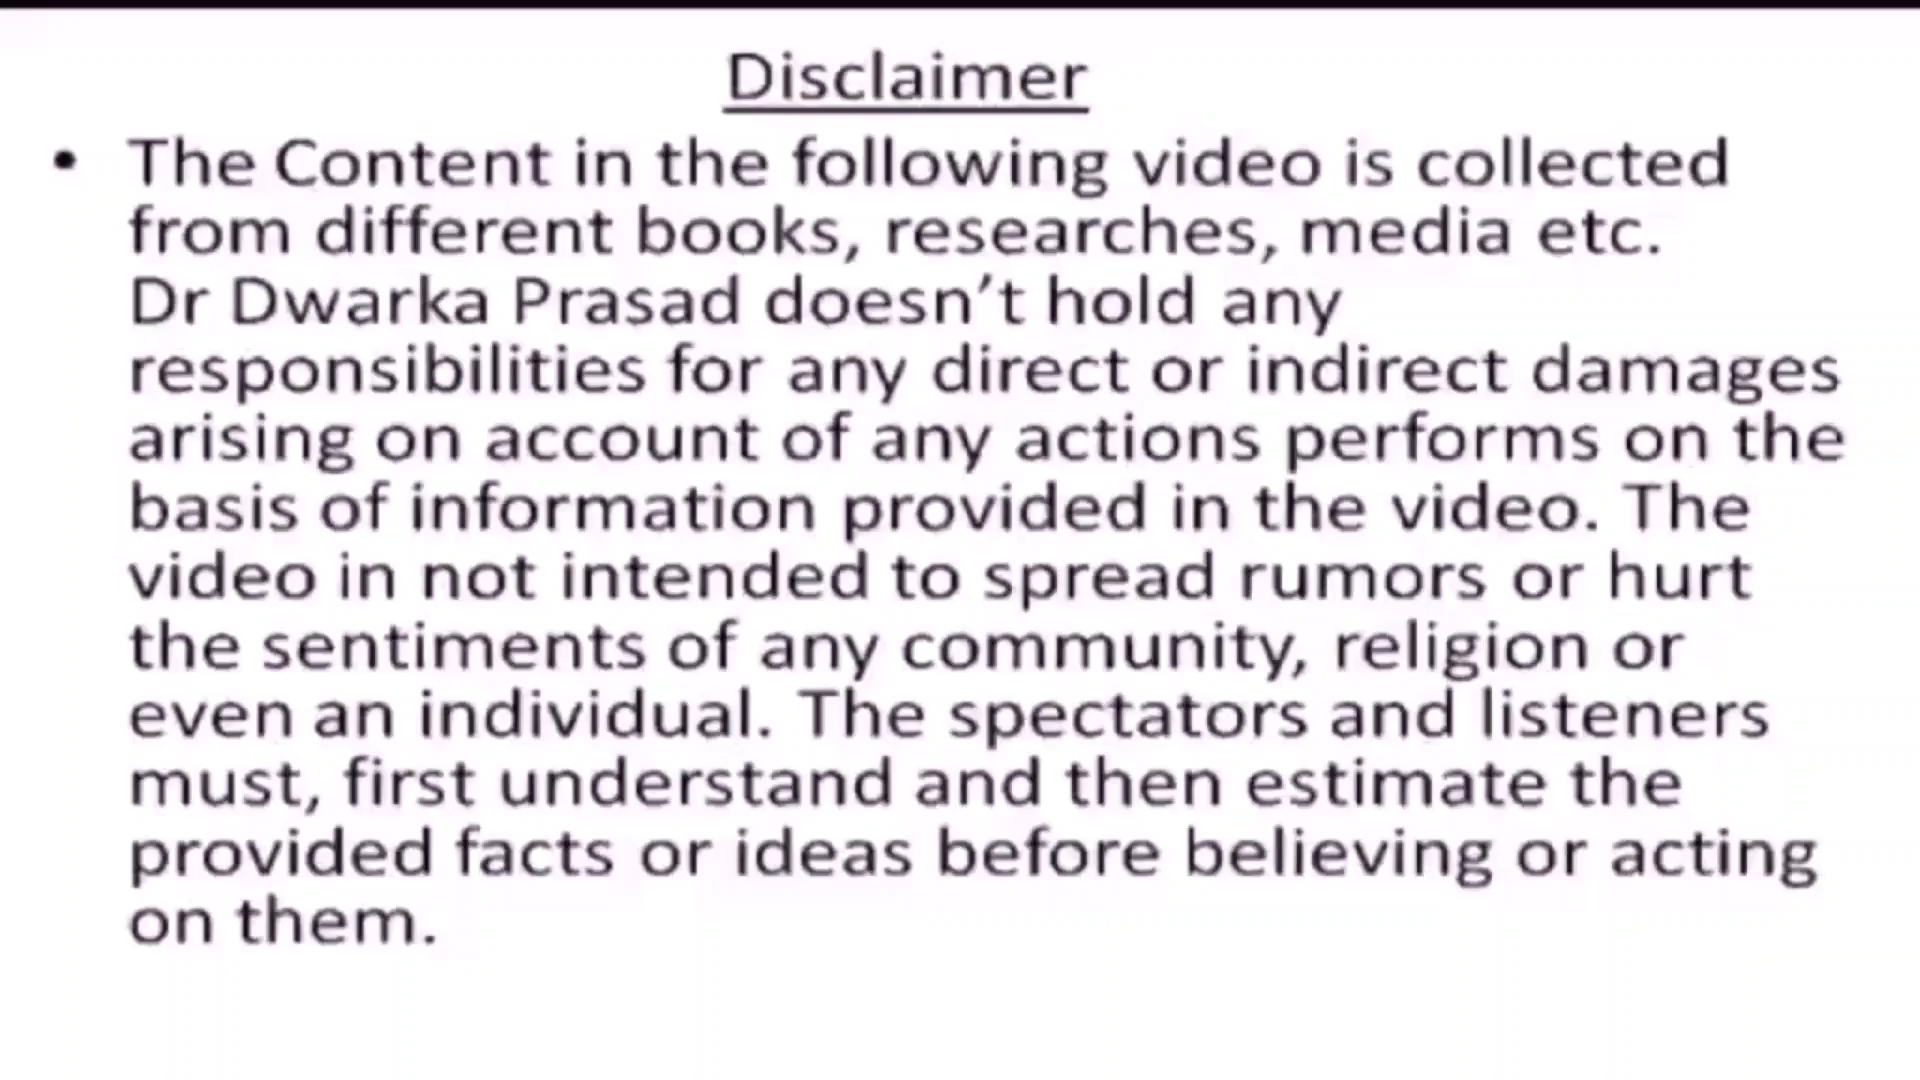 Disclaimer
• The Content in the following video is collected
from different books, researches, media etc.
Dr Dwarka Prasad doesn’t hold any
responsibilities for any direct or indirect damages
arising on account of any actions performs on the
basis of information provided in the video. The
video in not intended to spread rumors or hurt
the sentiments of any community, religion or
even an individual. The spectators and listeners
must, first understand and then estimate the
provided facts or ideas before believing or acting
on them.